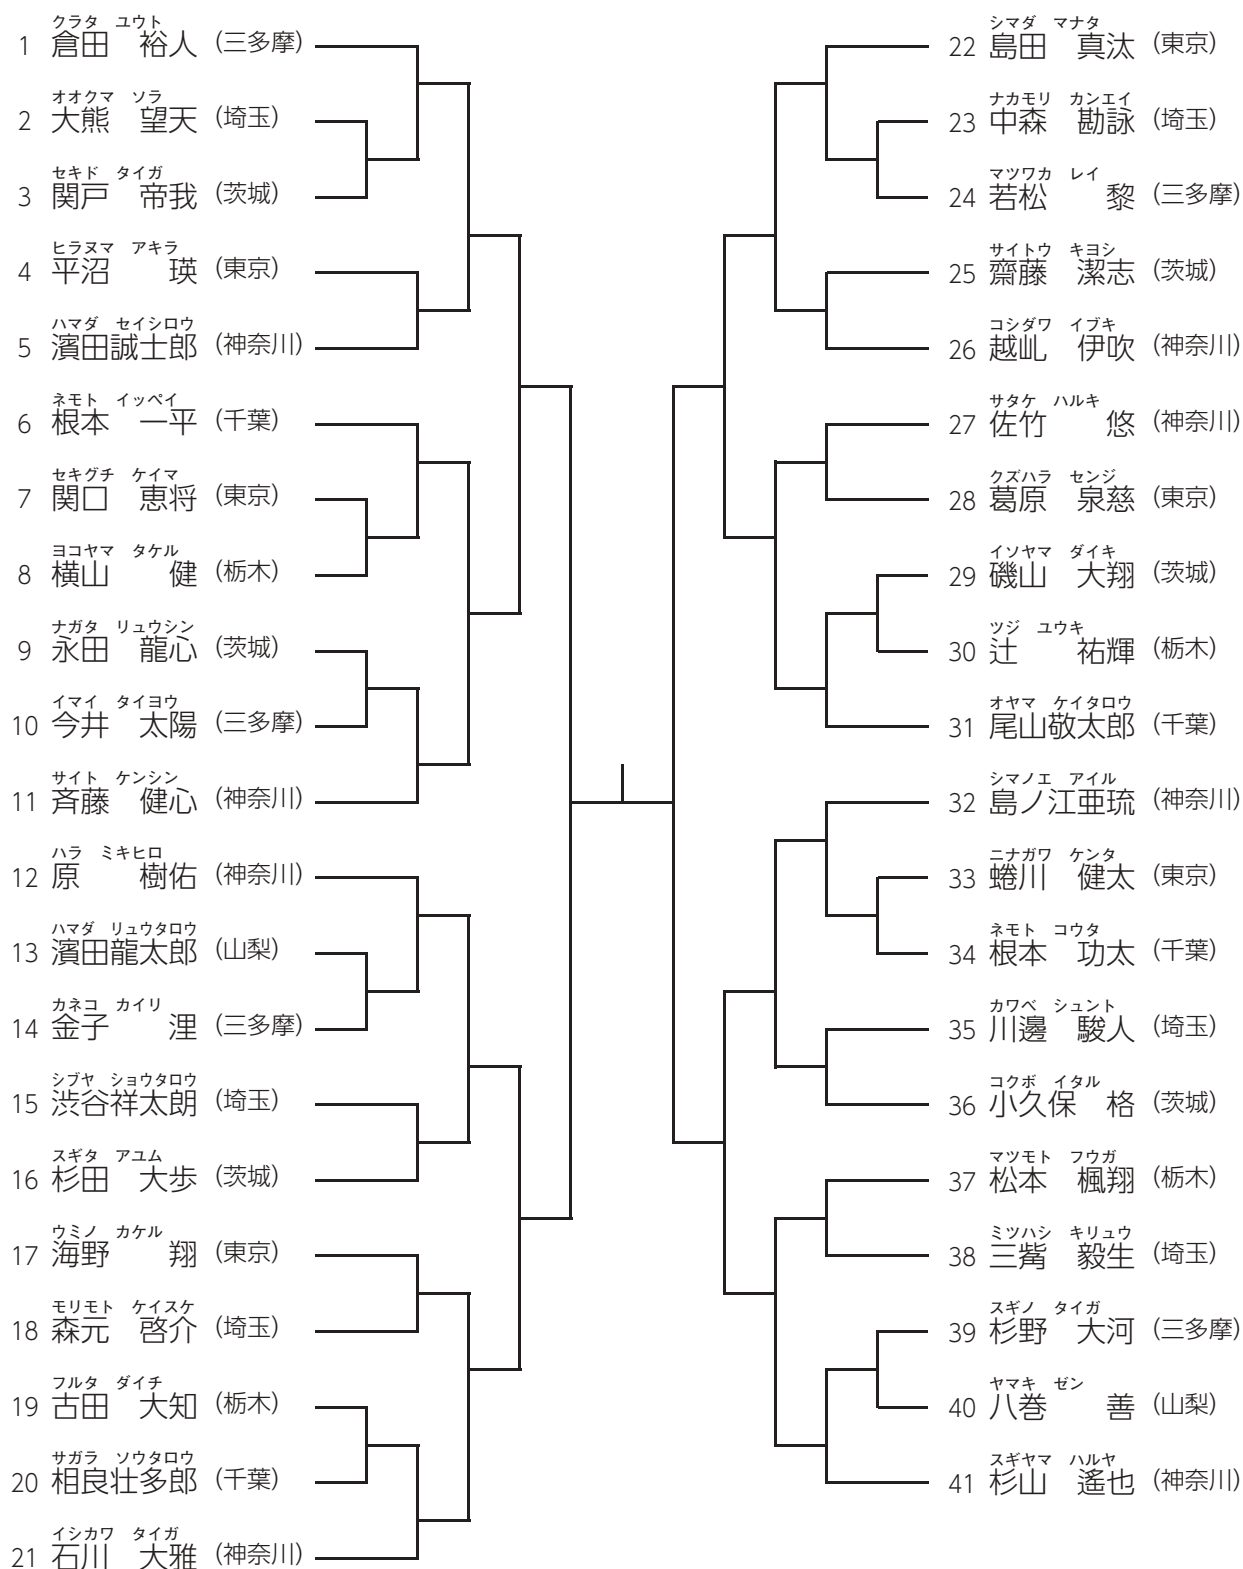 クラタ ユウト
1 倉田 裕人 (三多摩)
オオクマ ソラ
2 大熊 望天 (埼玉)
セキド タイガ
3 関戸 帝我 (茨城)
ヒラヌマ アキラ
4 平沼 瑛 (東京)
ハマダ セイシロウ
5 濱田誠士郎 (神奈川)
ネモト イッペイ
6 根本 一平 (千葉)
セキグチ ケイマ
7 関口 恵将 (東京)
ヨコヤマ タケル
8 横山 健 (栃木)
ナガタ リュウシン
9 永田 龍心 (茨城)
イマイ タイヨウ
10 今井 太陽 (三多摩)
サイト ケンシン
11 斉藤 健心 (神奈川)
ハラ ミキヒロ
12 原 樹佑 (神奈川)
ハマダ リュウタロウ
13 濱田龍太郎 (山梨)
カネコ カイリ
14 金子 浬 (三多摩)
シブヤ ショウタロウ
15 渋谷祥太朗 (埼玉)
スギタ アユム
16 杉田 大歩 (茨城)
ウミノ カケル
17 海野 翔 (東京)
モリモト ケイスケ
18 森元 啓介 (埼玉)
フルタ ダイチ
19 古田 大知 (栃木)
サガラ ソウタロウ
20 相良壮多郎 (千葉)
イシカワ タイガ
21 石川 大雅 (神奈川)
シマダ マナタ
22 島田 真汰 (東京)
ナカモリ カンエイ
23 中森 勘詠 (埼玉)
マツワカ レイ
24 若松 黎 (三多摩)
サイトウ キヨシ
25 齋藤 潔志 (茨城)
コシダワ イブキ
26 越乢 伊吹 (神奈川)
サタケ ハルキ
27 佐竹 悠 (神奈川)
クズハラ センジ
28 葛原 泉慈 (東京)
イソヤマ ダイキ
29 磯山 大翔 (茨城)
ツジ ユウキ
30 辻 祐輝 (栃木)
オヤマ ケイタロウ
31 尾山敬太郎 (千葉)
シマノエ アイル
32 島ノ江亜琉 (神奈川)
ニナガワ ケンタ
33 蜷川 健太 (東京)
ネモト コウタ
34 根本 功太 (千葉)
カワベ シュント
35 川邊 駿人 (埼玉)
コクボ イタル
36 小久保 格 (茨城)
マツモト フウガ
37 松本 楓翔 (栃木)
ミツハシ キリュウ
38 三觜 毅生 (埼玉)
スギノ タイガ
39 杉野 大河 (三多摩)
ヤマキ ゼン
40 八巻 善 (山梨)
スギヤマ ハルヤ
41 杉山 遙也 (神奈川)